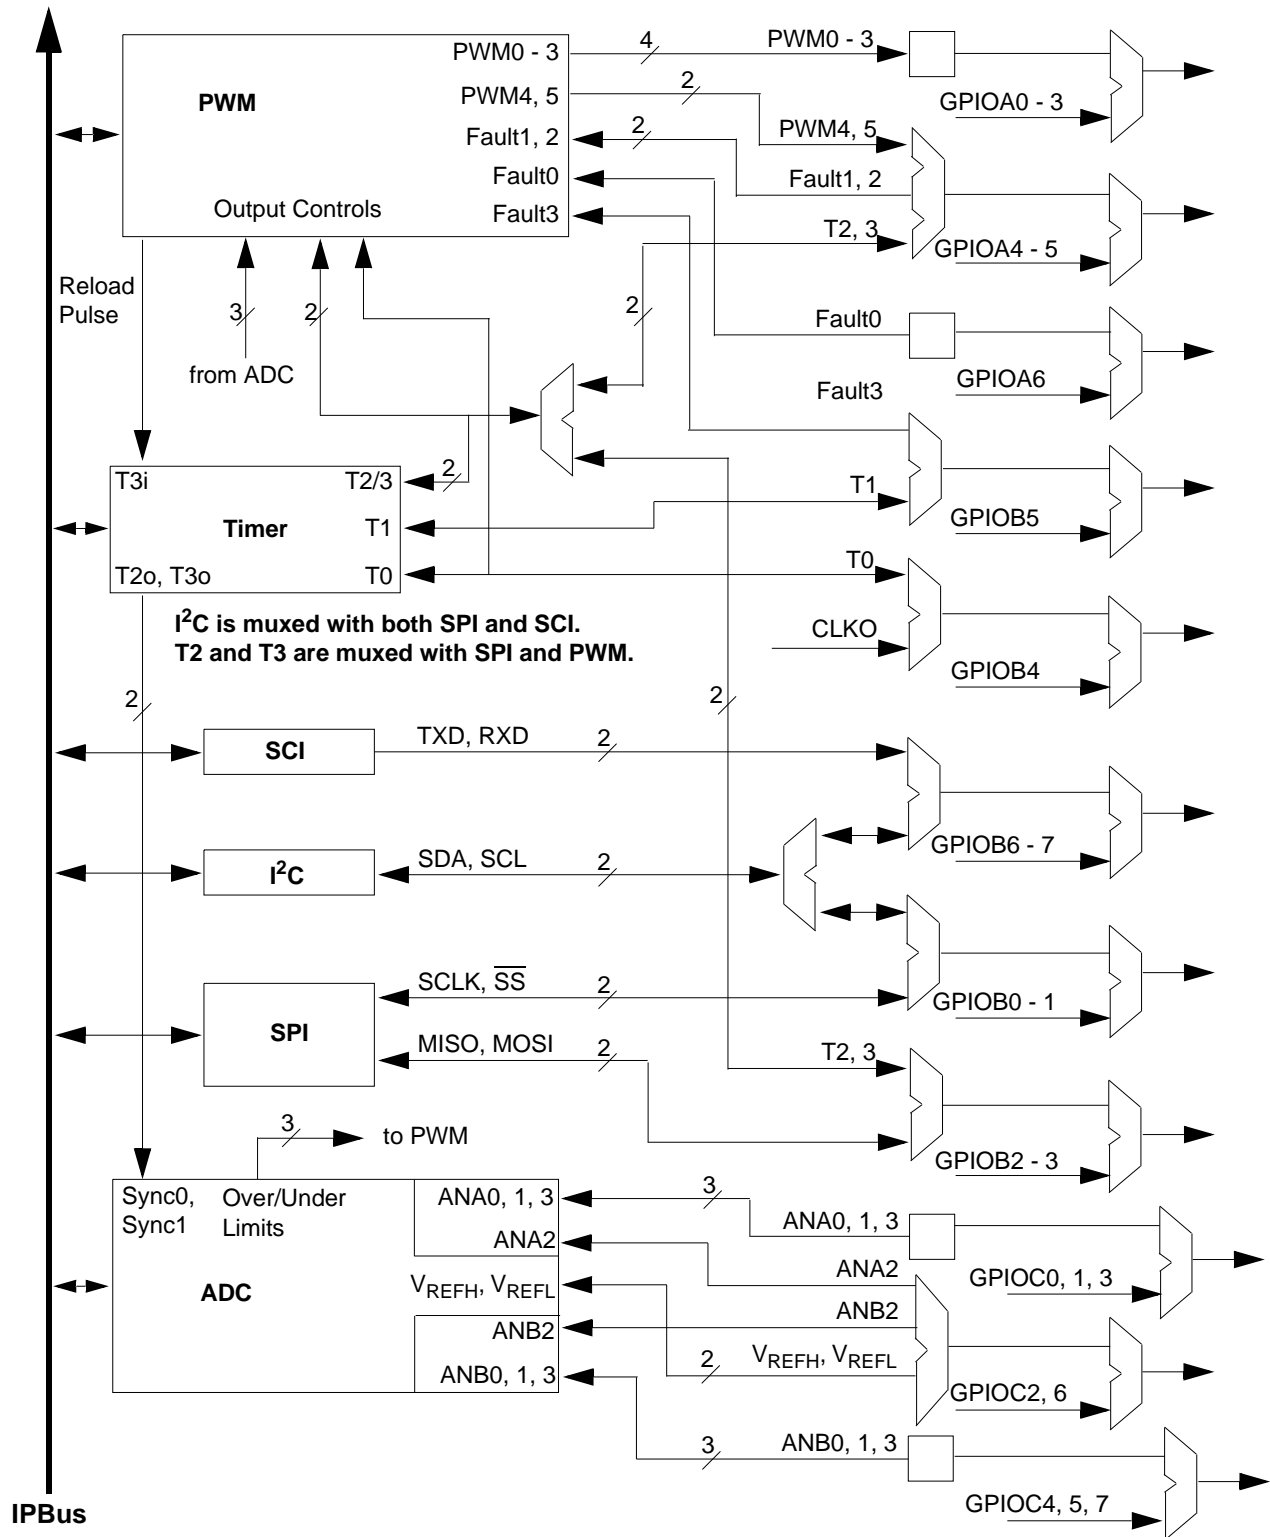 PWM0 - 3 4 PWM0 - 3
PWM4, 5 2
PWM
GPIOA0 - 3
Fault1, 2 2 PWM4, 5
Fault0 Fault1, 2
Output Controls Fault3 T2, 3
GPIOA4 - 5
Reload
Pulse
3 2 2 Fault0
from ADC GPIOA6
Fault3
T3i T2/3 2 T1
Timer T1 GPIOB5
T2o, T3o T0 T0
I²C is muxed with both SPI and SCI.
T2 and T3 are muxed with SPI and PWM.
CLKO
GPIOB4
2 2
SCI TXD, RXD 2
GPIOB6 - 7
I²C SDA, SCL 2
SCLK, S̅S̅ 2
GPIOB0 - 1
SPI
MISO, MOSI 2 T2, 3
3 to PWM
GPIOB2 - 3
Sync0,
Sync1
Over/Under
Limits
ANA0, 1, 3 3 ANA0, 1, 3
ANA2 ANA2
GPIOC0, 1, 3
ADC
VREFH, VREFL ANB2
ANB2 2 VREFH, VREFL
ANB0, 1, 3 GPIOC2, 6
3 ANB0, 1, 3
GPIOC4, 5, 7
IPBus